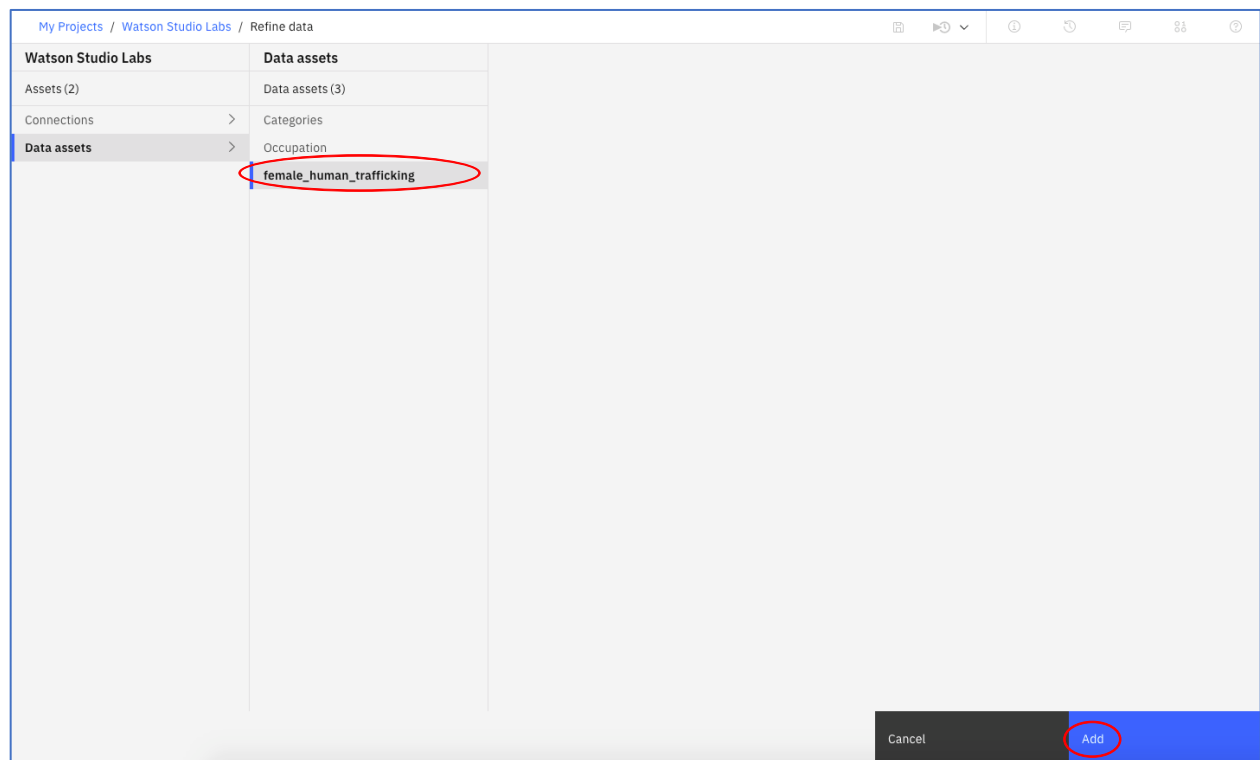 My Projects / Watson Studio Labs / Refine data
Watson Studio Labs
Assets (2)
Connections
Data assets
Data assets
Data assets (3)
Categories
Occupation
female_human_trafficking
Cancel
Add